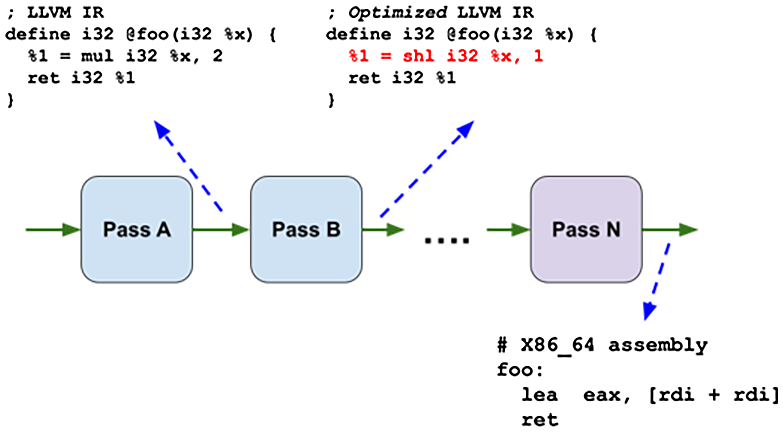 ; LLVM IR
define i32 @foo(i32 %x) {
  %1 = mul i32 %x, 2
  ret i32 %1
}
; Optimized LLVM IR
define i32 @foo(i32 %x) {
  %1 = shl i32 %x, 1
  ret i32 %1
}
Pass A
Pass B
....
Pass N
# X86_64 assembly
foo:
  lea  eax, [rdi + rdi]
  ret